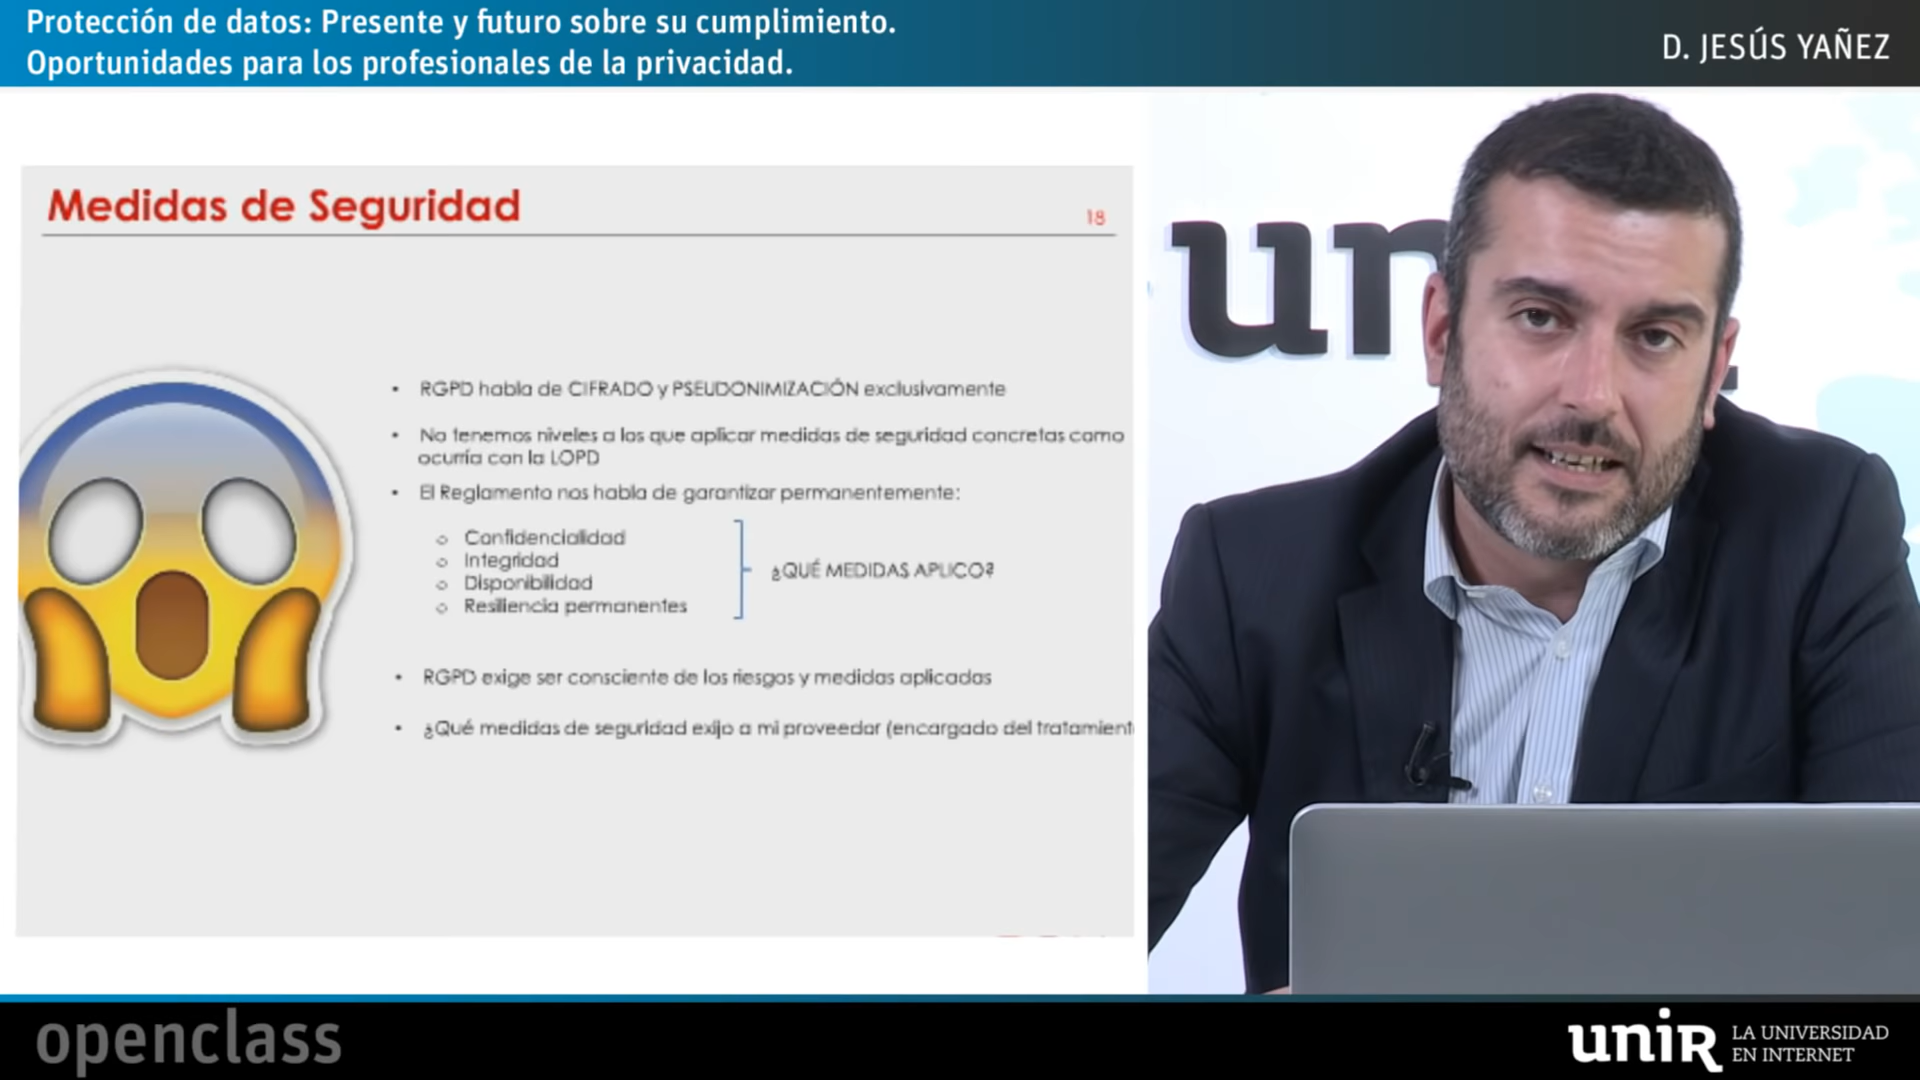 Protección de datos: Presente y futuro sobre su cumplimiento.
Oportunidades para los profesionales de la privacidad.
D. JESÚS YAÑEZ
Medidas de Seguridad
18
• RGPD habla de CIFRADO y PSEUDONIMIZACIÓN exclusivamente
• No tenemos niveles a los que aplicar medidas de seguridad concretas como
ocurría con la LOPD
• El Reglamento nos habla de garantizar permanentemente:
o Confidencialidad
o Integridad
o Disponibilidad
o Resiliencia permanentes
¿QUÉ MEDIDAS APLICO?
• RGPD exige ser consciente de los riesgos y medidas aplicadas
• ¿Qué medidas de seguridad exijo a mi proveedor (encargado del tratamient
un
openclass
unir
LA UNIVERSIDAD
EN INTERNET